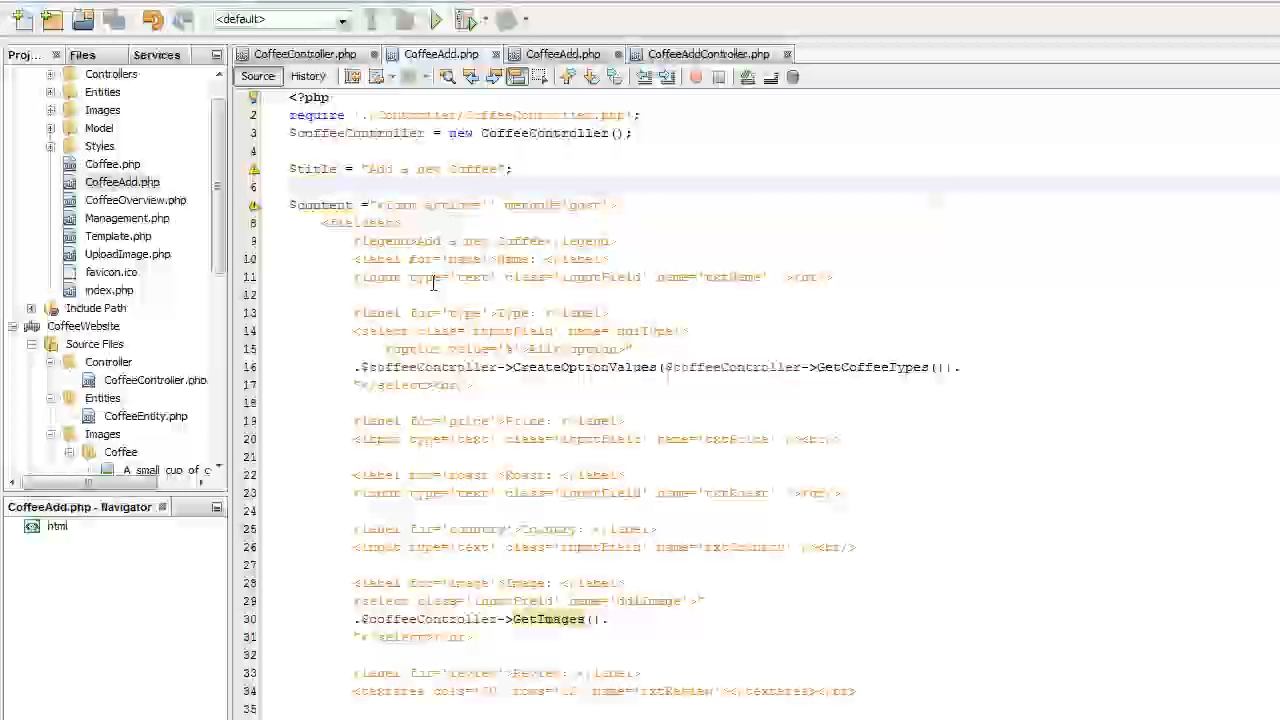 <default>
Proj...
Files
Services
CoffeeController.php
CoffeeAdd.php
CoffeeAdd.php
CoffeeAddController.php
Source
History
Controllers
Entities
Images
Model
Styles
Coffee.php
CoffeeAdd.php
CoffeeOverview.php
Management.php
Template.php
UploadImage.php
favicon.ico
index.php
Include Path
CoffeeWebsite
Source Files
Controller
CoffeeController.php
Entities
CoffeeEntity.php
Images
Coffee
A small cup of c
CoffeeAdd.php - Navigator
html
1 <?php
2 require './Controller/CoffeeController.php';
3 $coffeeController = new CoffeeController();
4
5 $title = "Add a new Coffee";
6
7 $content ="<form action='' method='post'>
8 <fieldset>
9 <legend>Add a new Coffee</legend>
10 <label for='name'>Name: </label>
11 <input type='text' class='inputField' name='txtName' /><br/>
12
13 <label for='type'>Type: </label>
14 <select class='inputField' name='ddlType'>
15 <option value='%'>All</option>"
16 .$coffeeController->CreateOptionValues($coffeeController->GetCoffeeTypes()).
17 "</select><br/>
18
19 <label for='price'>Price: </label>
20 <input type='text' class='inputField' name='txtPrice' /><br/>
21
22 <label for='roast'>Roast: </label>
23 <input type='text' class='inputField' name='txtRoast' /><br/>
24
25 <label for='country'>Country: </label>
26 <input type='text' class='inputField' name='txtCountry' /><br/>
27
28 <label for='image'>Image: </label>
29 <select class='inputField' name='ddlImage'>"
30 .$coffeeController->GetImages().
31 "</select><br/>
32
33 <label for='review'>Review: </label>
34 <textarea cols= rows='12' name='txtReview'></textarea><br/>
35